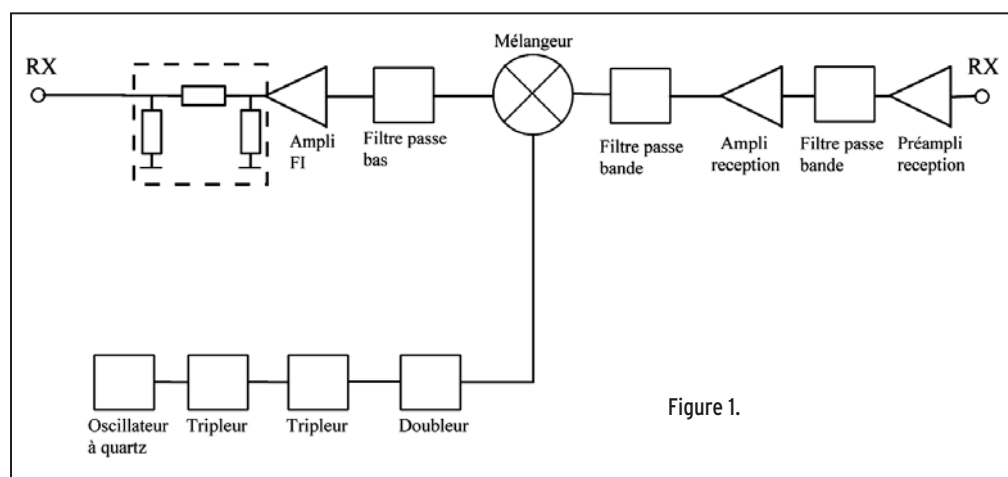 Mélangeur
RX
RX
Ampli
FI
Filtre passe
bas
Filtre passe
bande
Ampli
reception
Filtre passe
bande
Préampli
reception
Oscillateur
à quartz
Tripleur
Tripleur
Doubleur
Figure 1.